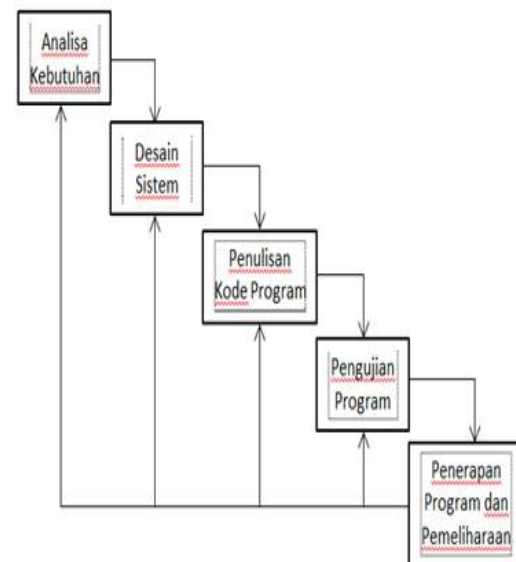 Analisa
Kebutuhan
Desain
Sistem
Penulisan
Kode Program
Pengujian
Program
Penerapan
Program dan
Pemeliharaan